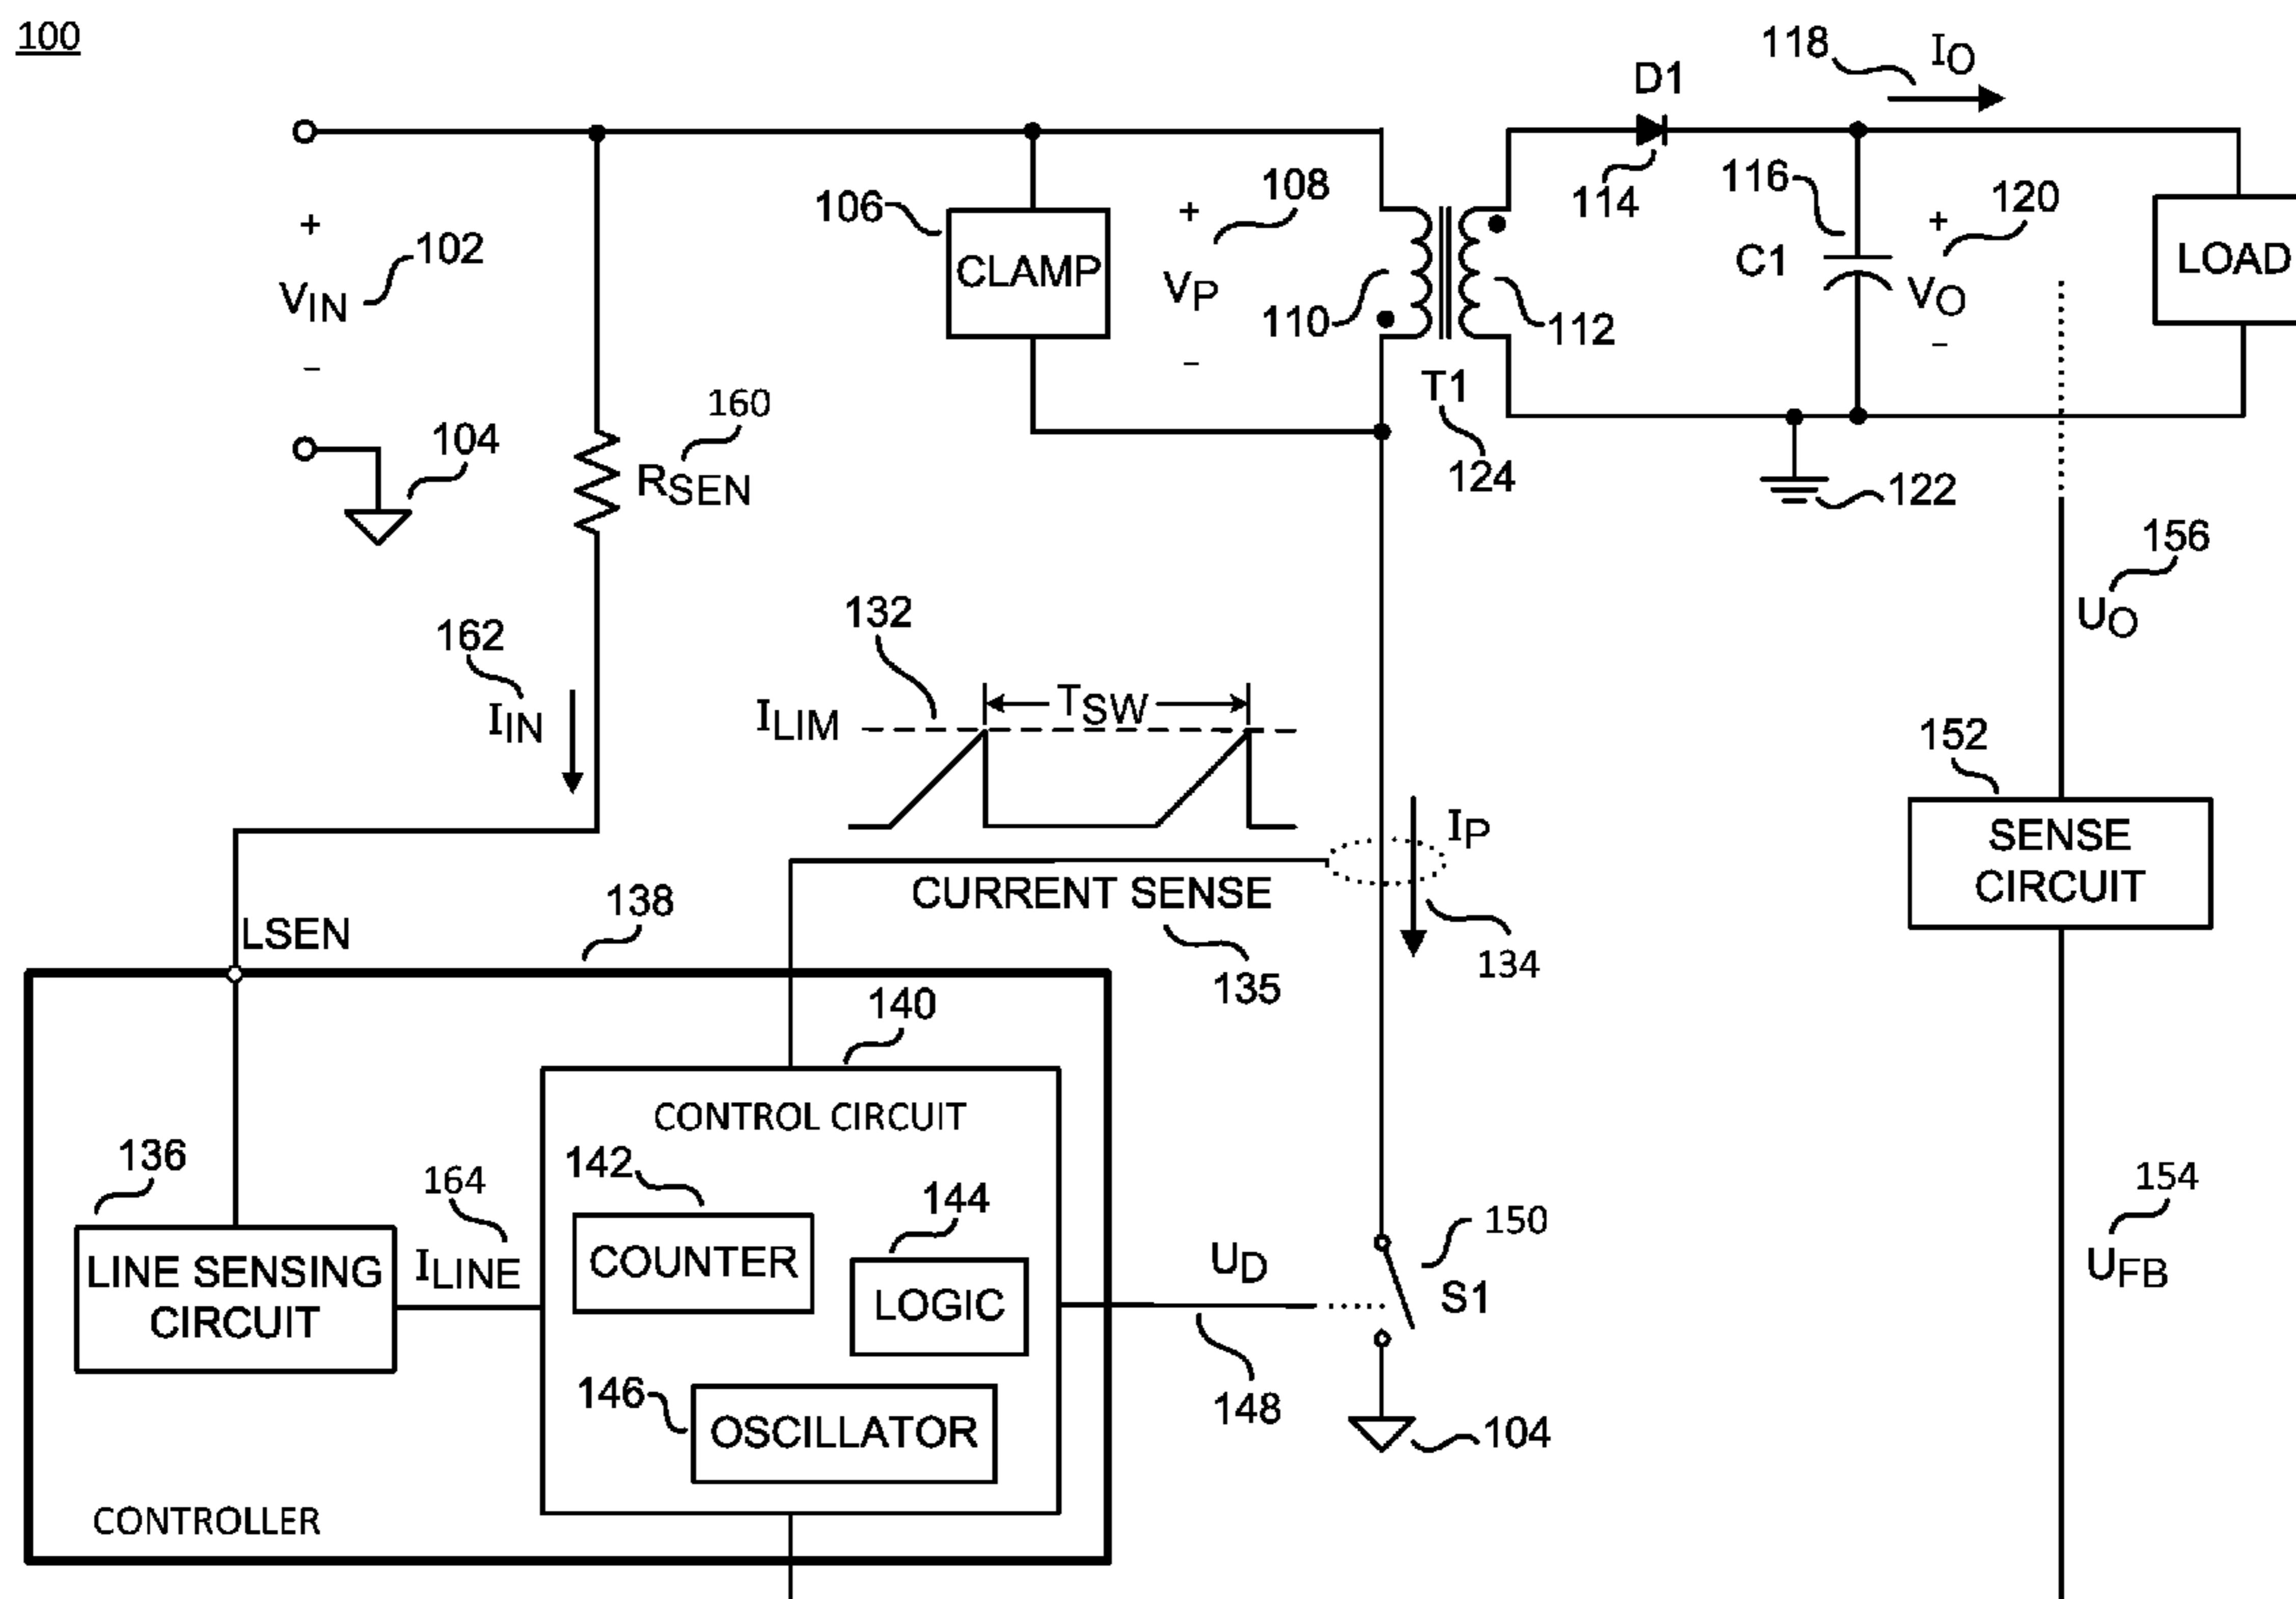 100
118
IO
D1
114
116
C1
+
VO
−
120
LOAD
+
VIN
−
102
104
106
CLAMP
+
VP
−
108
110
112
T1
124
122
160
RSEN
156
UO
162
IIN
132
ILIM
TSW
IP
134
CURRENT SENSE
135
152
SENSE
CIRCUIT
LSEN
138
140
CONTROL CIRCUIT
136
LINE SENSING
CIRCUIT
164
ILINE
142
COUNTER
144
LOGIC
146
OSCILLATOR
CONTROLLER
UD
148
150
S1
104
154
UFB